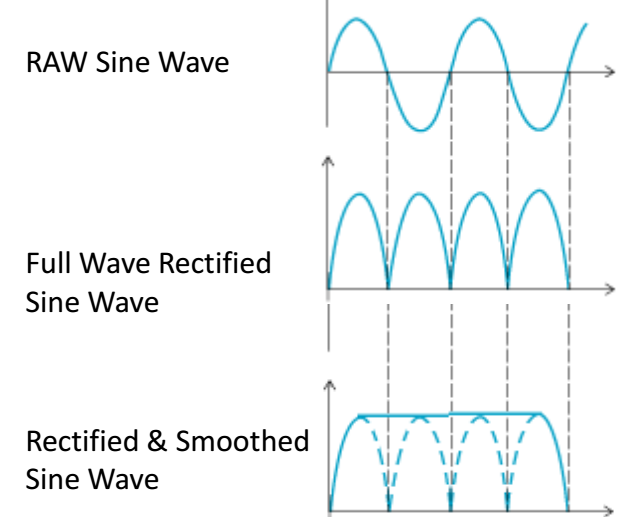 RAW Sine Wave
Full Wave Rectified
Sine Wave
Rectified & Smoothed
Sine Wave